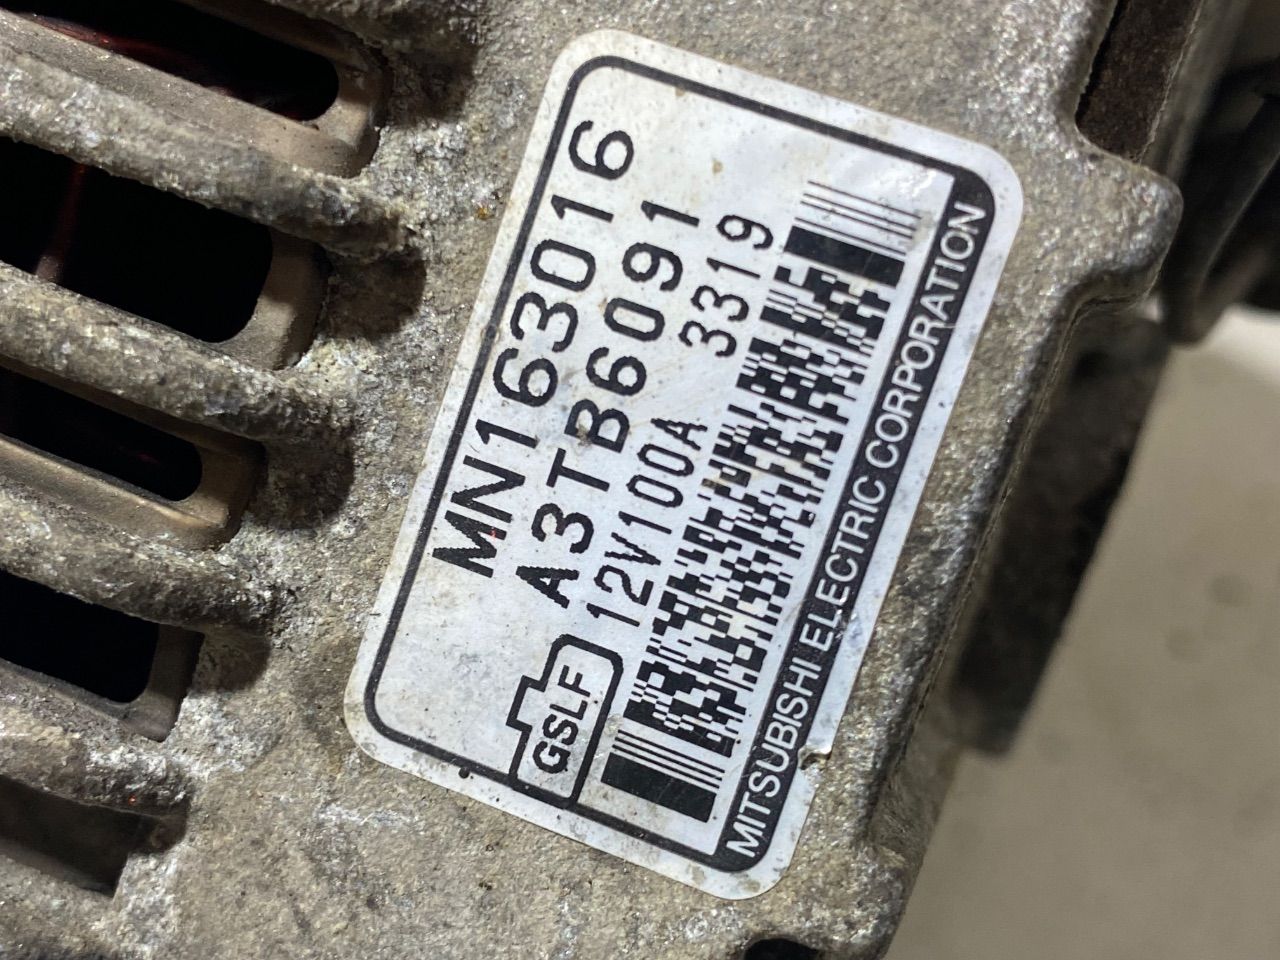 MN163016
A3TB6091
12V100A 3319
GSLF
MITSUBISHI ELECTRIC CORPORATION